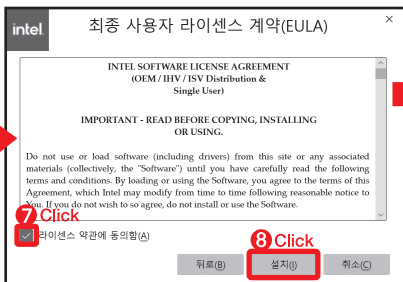 intel.
최종 사용자 라이센스 계약(EULA)
×
INTEL SOFTWARE LICENSE AGREEMENT
(OEM / IHV / ISV Distribution &
Single User)
IMPORTANT - READ BEFORE COPYING, INSTALLING
OR USING.
Do not use or load software (including drivers) from this site or any associated
materials (collectively, the "Software") until you have carefully read the following
terms and conditions. By loading or using the Software, you agree to the terms of this
Agreement, which Intel may modify from time to time following reasonable notice to
You. If you do not wish to so agree, do not install or use the Software.
7 Click
라이센스 약관에 동의함(A)
8 Click
뒤로(B)
설치(I)
취소(C)